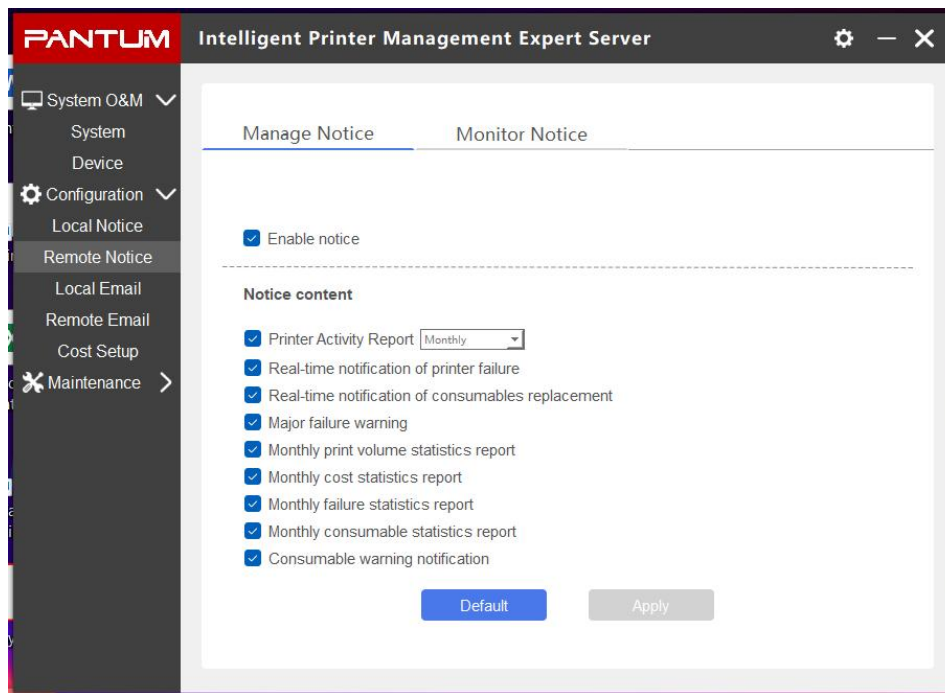 PANTUM Intelligent Printer Management Expert Server
System O&M
System
Device
Configuration
Local Notice
Remote Notice
Local Email
Remote Email
Cost Setup
Maintenance
Manage Notice Monitor Notice
Enable notice
Notice content
Printer Activity Report Monthly
Real-time notification of printer failure
Real-time notification of consumables replacement
Major failure warning
Monthly print volume statistics report
Monthly cost statistics report
Monthly failure statistics report
Monthly consumable statistics report
Consumable warning notification
Default Apply